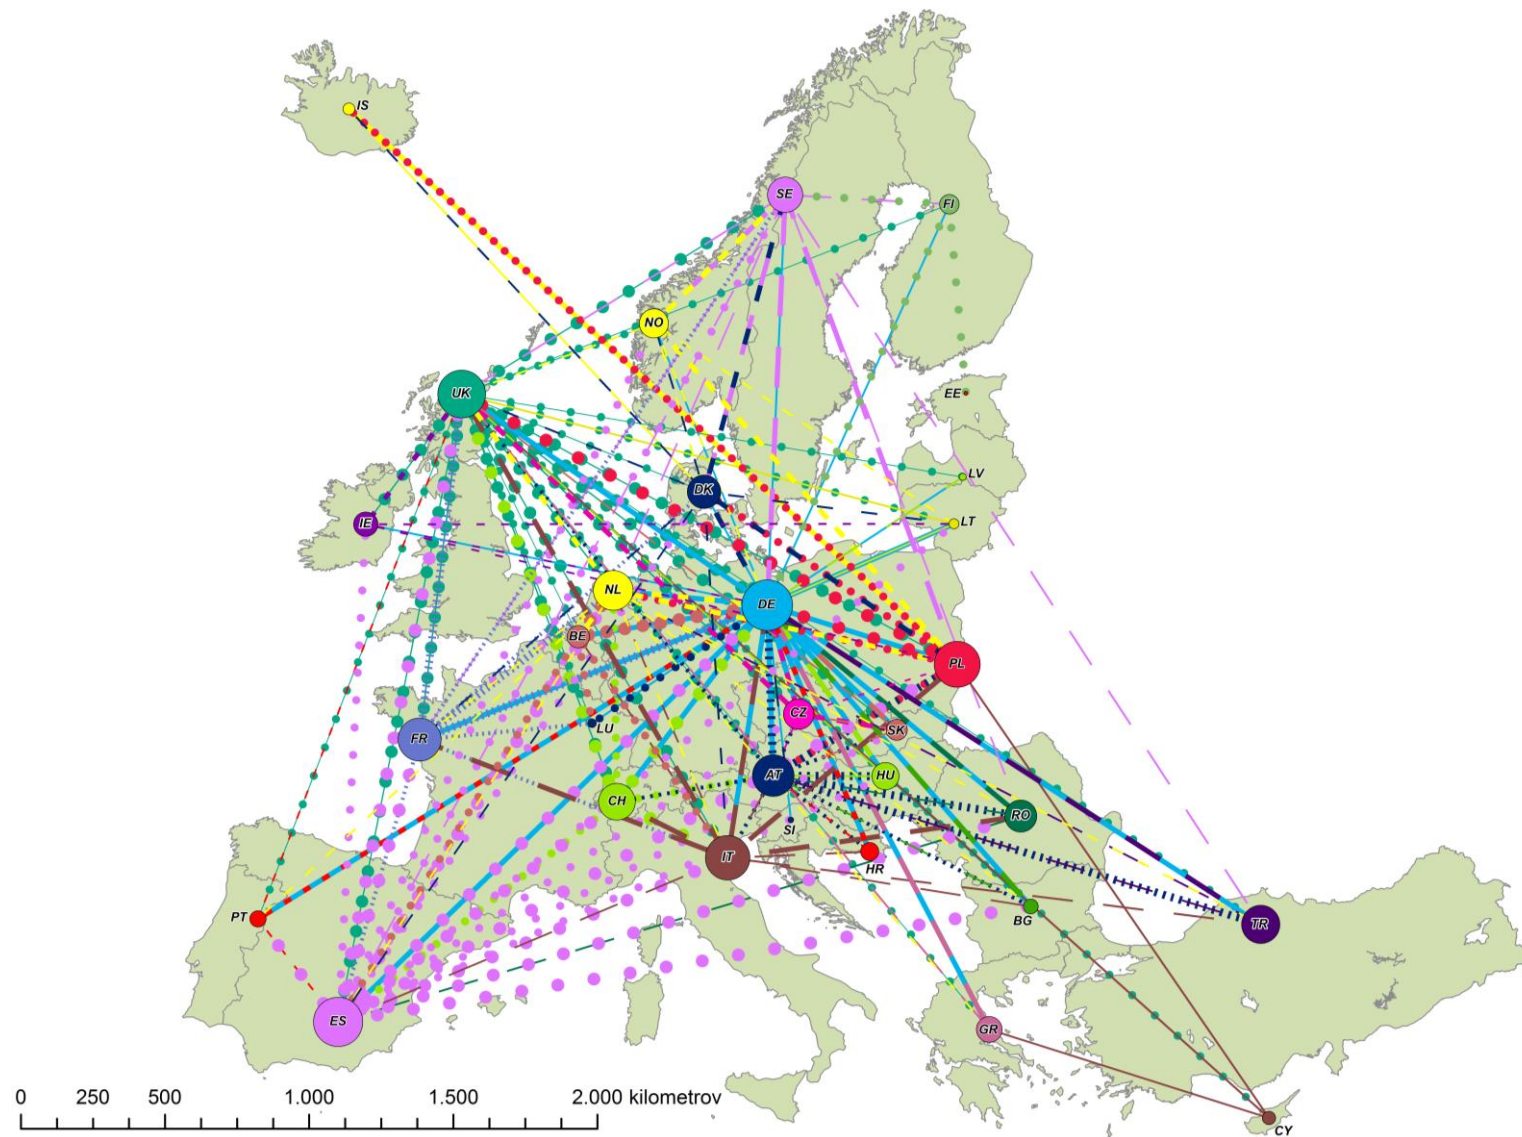 IS
SE
FI
NO
UK
EE
LV
DK
IE
LT
NL
DE
BE
PL
CZ
LU
SK
FR
AT
HU
CH
RO
SI
IT
HR
PT
BG
TR
ES
GR
0 250 500 1.000 1.500 2.000 kilometrov
CY